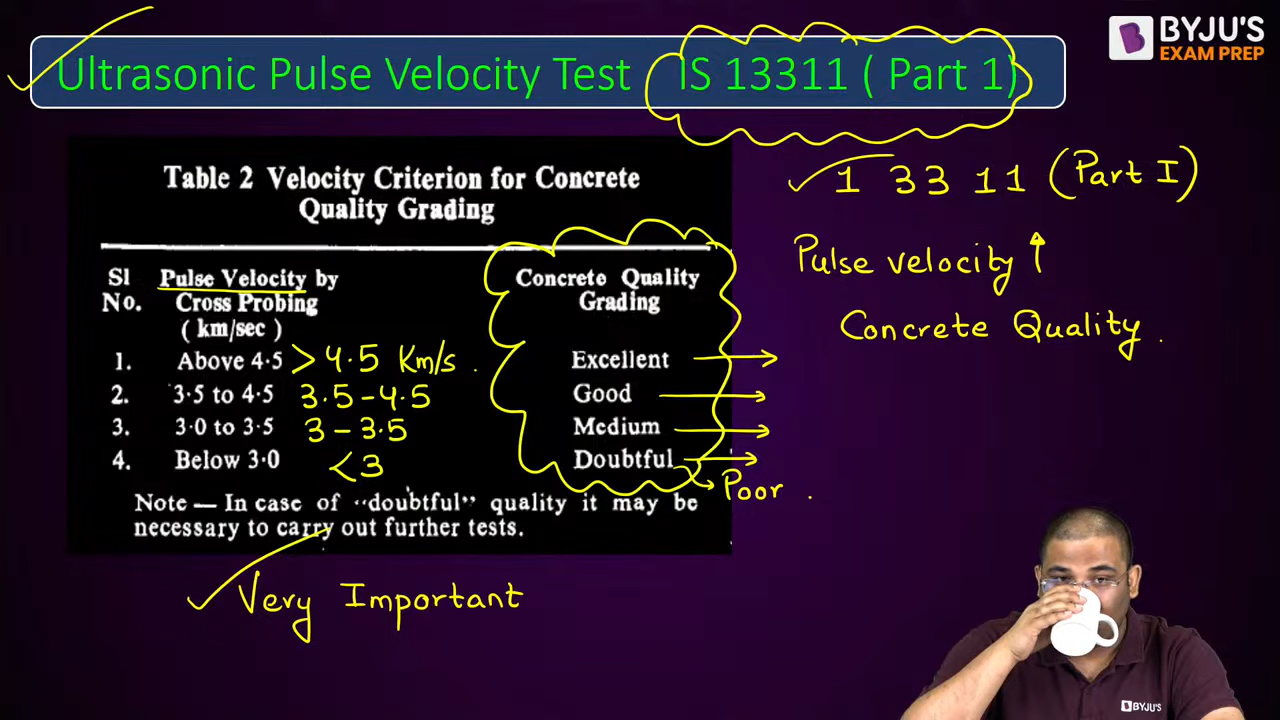 BYJU'S
EXAM PREP
Ultrasonic Pulse Velocity Test IS 13311 ( Part 1)
Table 2 Velocity Criterion for Concrete
Quality Grading
Sl Pulse Velocity by Concrete Quality
No. Cross Probing Grading
( km/sec )
1. Above 4·5 > 4.5 Km/s . Excellent
2. 3·5 to 4·5 3.5-4.5 Good
3. 3·0 to 3·5 3-3.5 Medium
4. Below 3·0 <3 Doubtful
Poor .
Note — In case of "doubtful" quality it may be
necessary to carry out further tests.
Very Important
1 33 11 (Part I)
Pulse velocity ↑
Concrete Quality .
BYJU'S